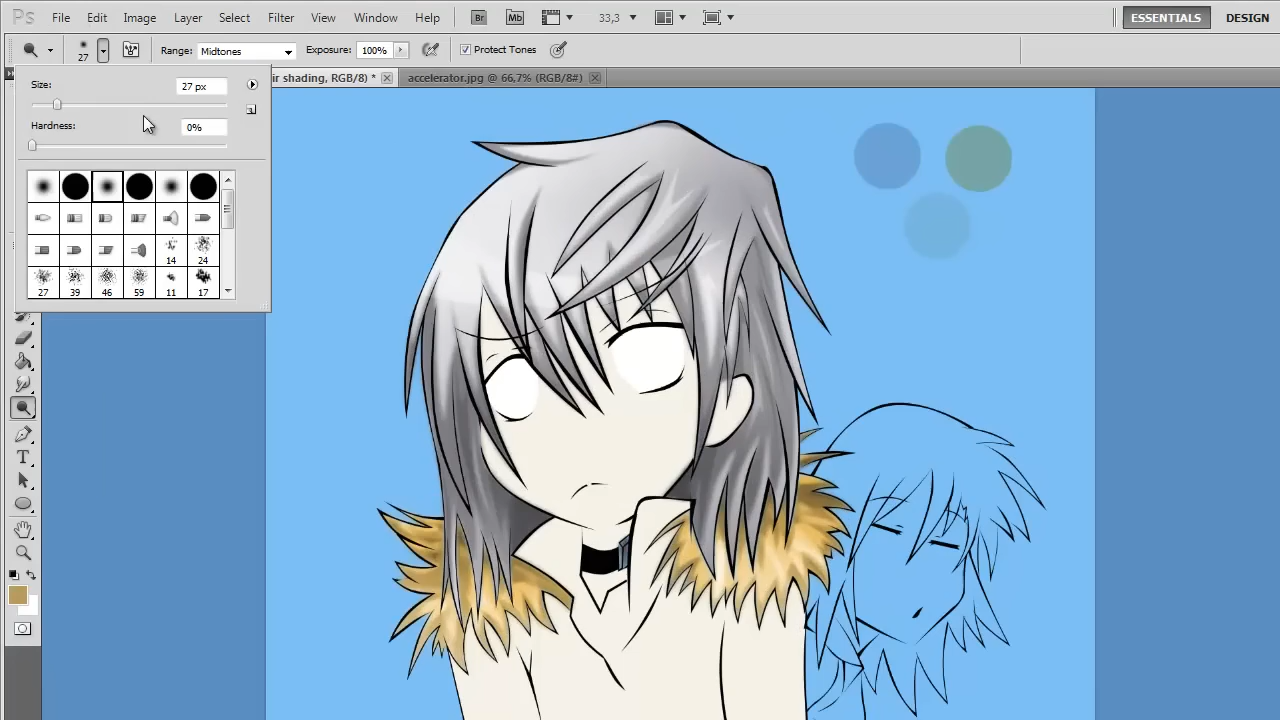 Ps File Edit Image Layer Select Filter View Window Help Br Mb 33,3 ESSENTIALS DESIGN
27 Range: Midtones Exposure: 100% Protect Tones
ir shading, RGB/8) * accelerator.jpg @ 66,7% (RGB/8#)
Size: 27 px
Hardness: 0%
14 24
27 39 46 59 11 17
T